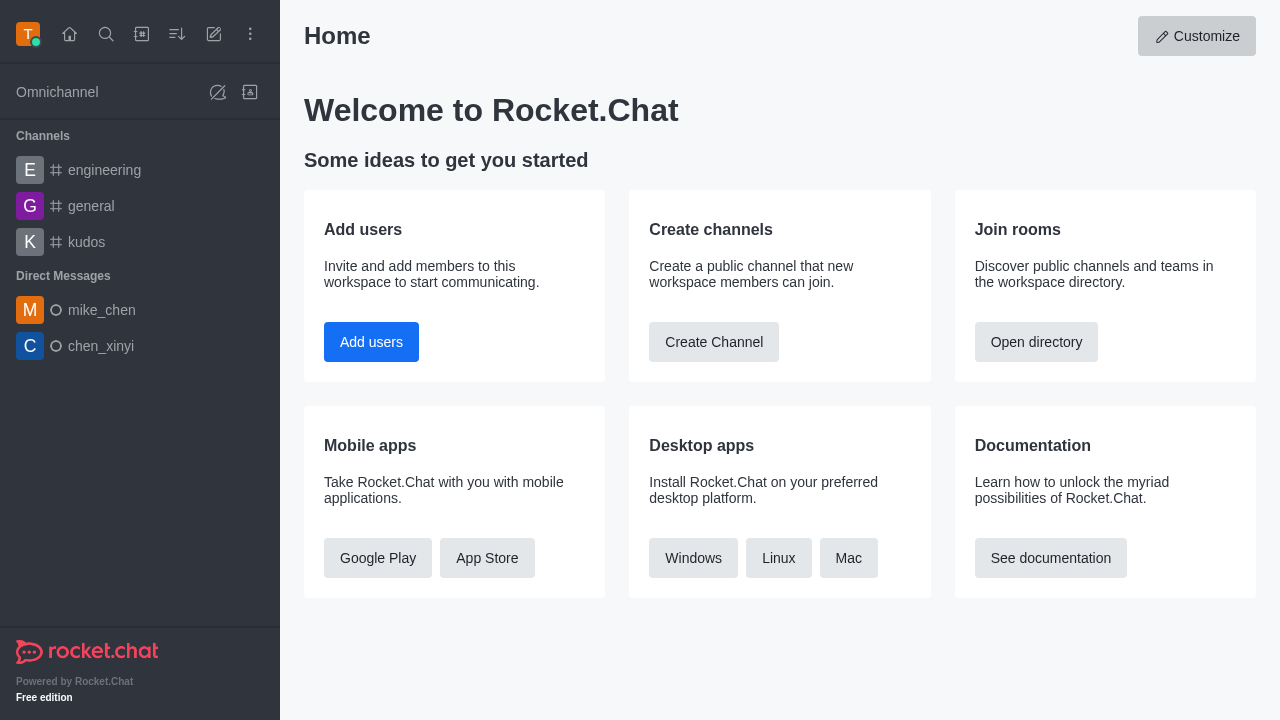 T
Home
Customize
Omnichannel
Welcome to Rocket.Chat
Channels
Some ideas to get you started
E engineering
G general
K kudos
Direct Messages
M mike_chen
C chen_xinyi
Add users
Invite and add members to this
workspace to start communicating.
Add users
Create channels
Create a public channel that new
workspace members can join.
Create Channel
Join rooms
Discover public channels and teams in
the workspace directory.
Open directory
Mobile apps
Take Rocket.Chat with you with mobile
applications.
Google Play App Store
Desktop apps
Install Rocket.Chat on your preferred
desktop platform.
Windows Linux Mac
Documentation
Learn how to unlock the myriad
possibilities of Rocket.Chat.
See documentation
rocket.chat
Powered by Rocket.Chat
Free edition